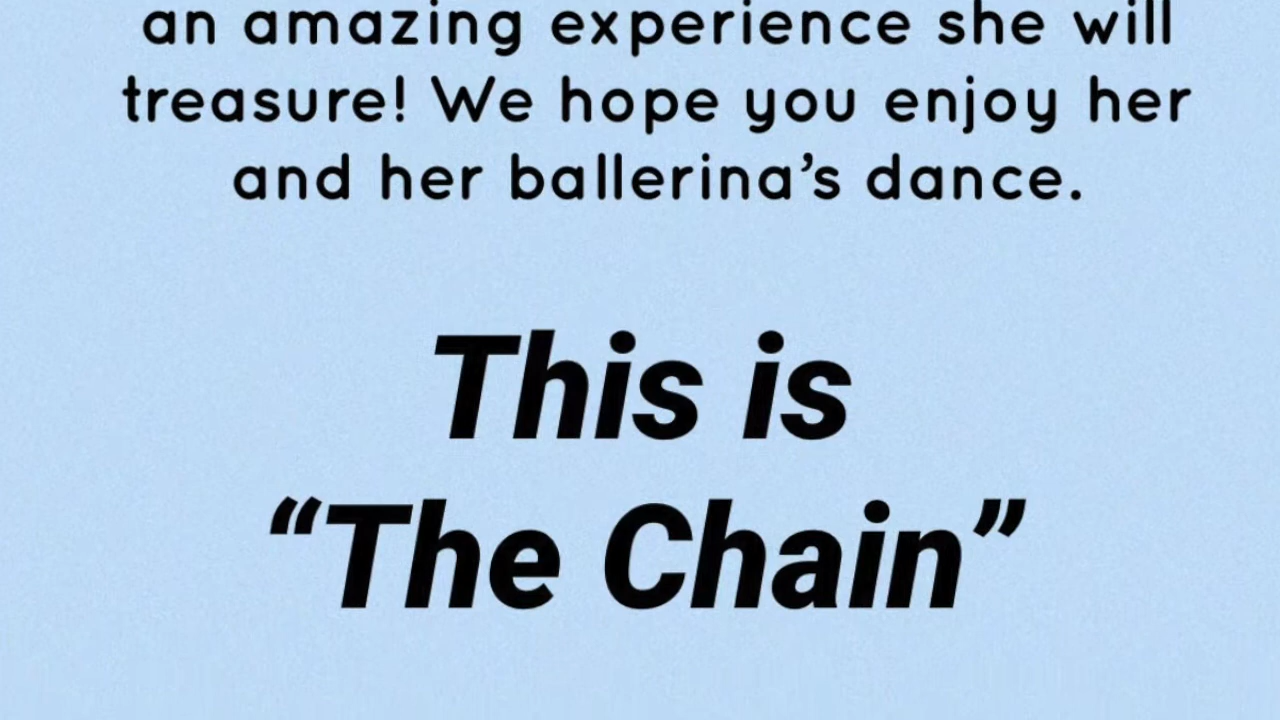 an amazing experience she will
treasure! We hope you enjoy her
and her ballerina’s dance.
This is
“The Chain”